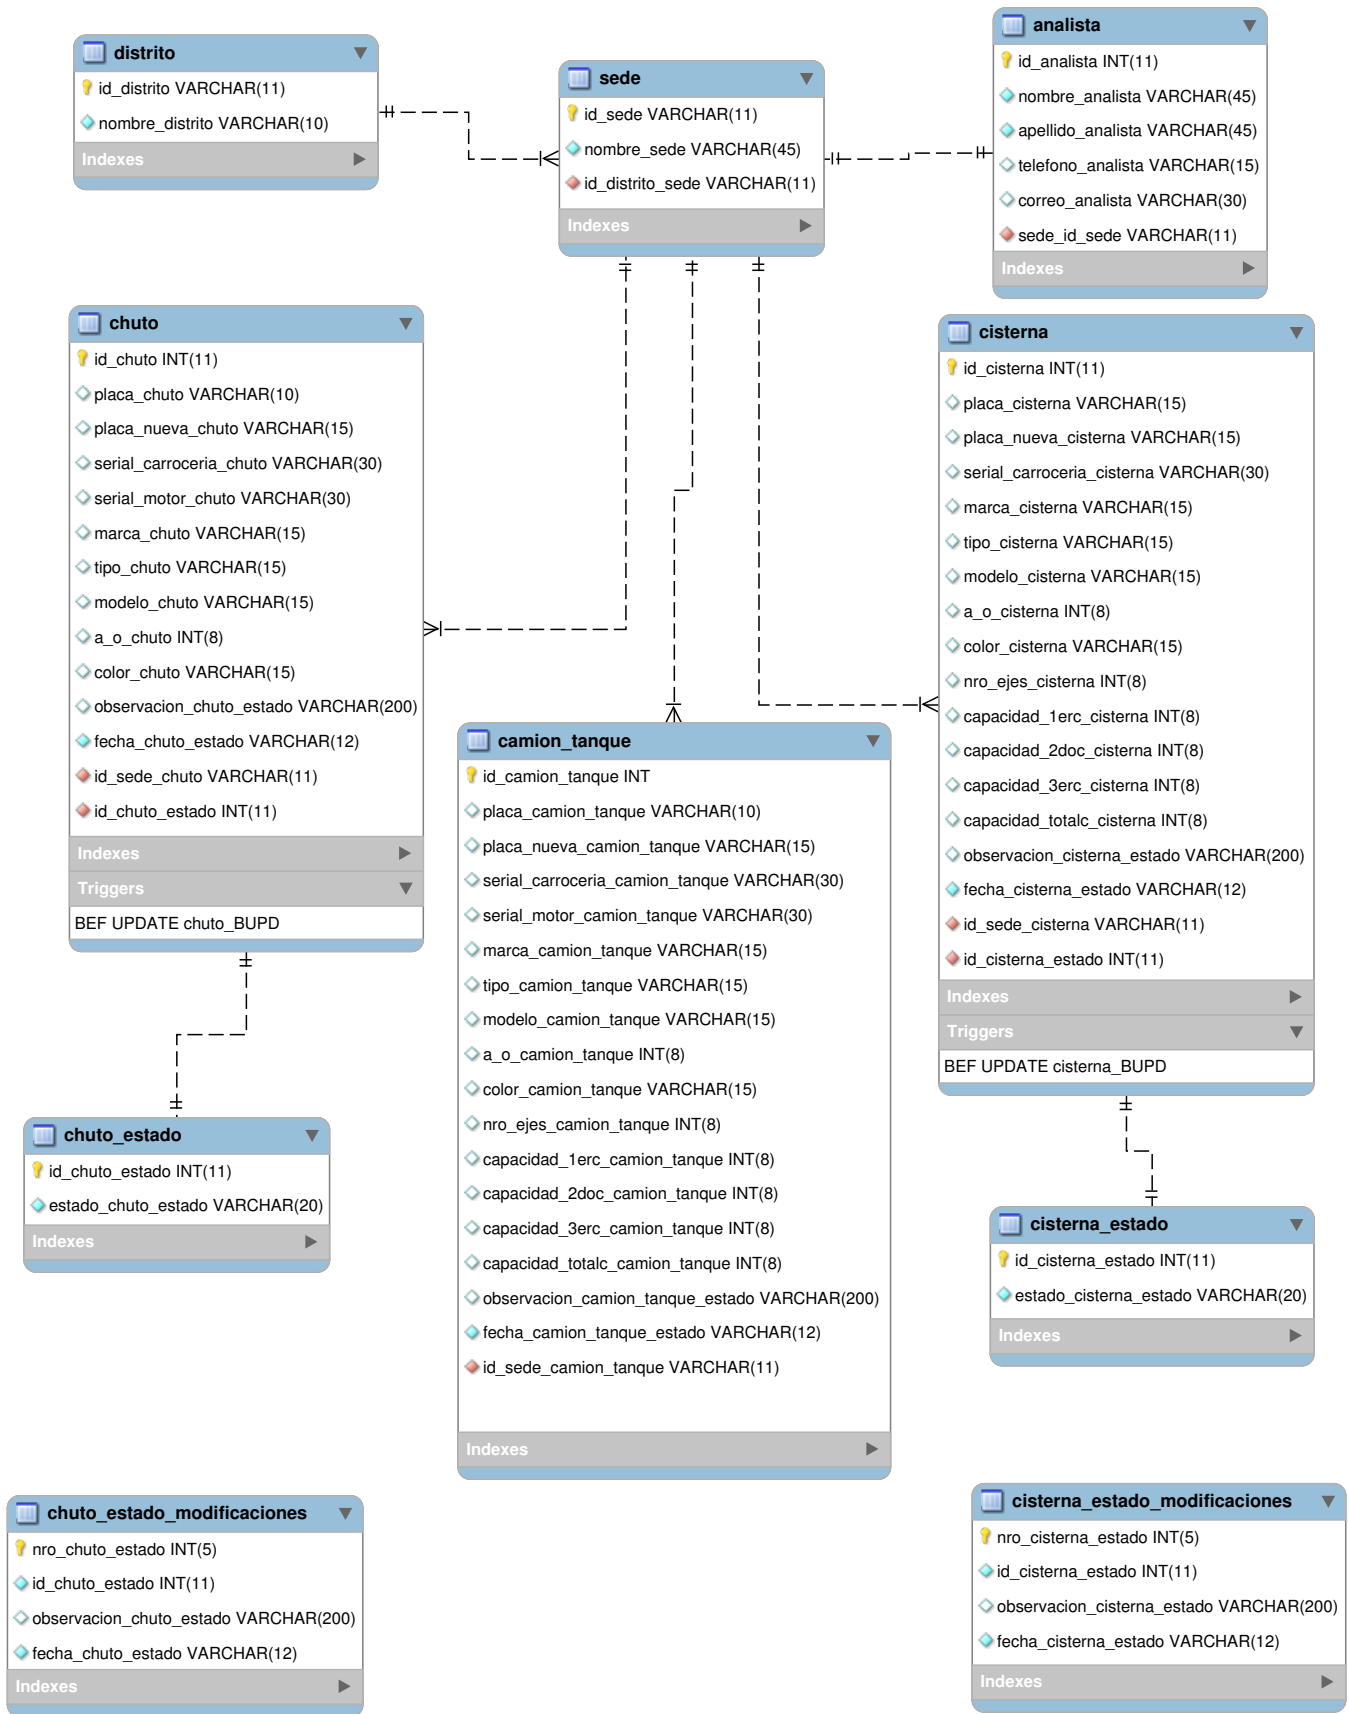 distrito
id_distrito VARCHAR(11)
nombre_distrito VARCHAR(10)
Indexes
sede
id_sede VARCHAR(11)
nombre_sede VARCHAR(45)
id_distrito_sede VARCHAR(11)
Indexes
analista
id_analista INT(11)
nombre_analista VARCHAR(45)
apellido_analista VARCHAR(45)
telefono_analista VARCHAR(15)
correo_analista VARCHAR(30)
sede_id_sede VARCHAR(11)
Indexes
chuto
id_chuto INT(11)
placa_chuto VARCHAR(10)
placa_nueva_chuto VARCHAR(15)
serial_carroceria_chuto VARCHAR(30)
serial_motor_chuto VARCHAR(30)
marca_chuto VARCHAR(15)
tipo_chuto VARCHAR(15)
modelo_chuto VARCHAR(15)
a_o_chuto INT(8)
color_chuto VARCHAR(15)
observacion_chuto_estado VARCHAR(200)
fecha_chuto_estado VARCHAR(12)
id_sede_chuto VARCHAR(11)
id_chuto_estado INT(11)
Indexes
Triggers
BEF UPDATE chuto_BUPD
cisterna
id_cisterna INT(11)
placa_cisterna VARCHAR(15)
placa_nueva_cisterna VARCHAR(15)
serial_carroceria_cisterna VARCHAR(30)
marca_cisterna VARCHAR(15)
tipo_cisterna VARCHAR(15)
modelo_cisterna VARCHAR(15)
a_o_cisterna INT(8)
color_cisterna VARCHAR(15)
nro_ejes_cisterna INT(8)
capacidad_1erc_cisterna INT(8)
capacidad_2doc_cisterna INT(8)
capacidad_3erc_cisterna INT(8)
capacidad_totalc_cisterna INT(8)
observacion_cisterna_estado VARCHAR(200)
fecha_cisterna_estado VARCHAR(12)
id_sede_cisterna VARCHAR(11)
id_cisterna_estado INT(11)
Indexes
Triggers
BEF UPDATE cisterna_BUPD
camion_tanque
id_camion_tanque INT
placa_camion_tanque VARCHAR(10)
placa_nueva_camion_tanque VARCHAR(15)
serial_carroceria_camion_tanque VARCHAR(30)
serial_motor_camion_tanque VARCHAR(30)
marca_camion_tanque VARCHAR(15)
tipo_camion_tanque VARCHAR(15)
modelo_camion_tanque VARCHAR(15)
a_o_camion_tanque INT(8)
color_camion_tanque VARCHAR(15)
nro_ejes_camion_tanque INT(8)
capacidad_1erc_camion_tanque INT(8)
capacidad_2doc_camion_tanque INT(8)
capacidad_3erc_camion_tanque INT(8)
capacidad_totalc_camion_tanque INT(8)
observacion_camion_tanque_estado VARCHAR(200)
fecha_camion_tanque_estado VARCHAR(12)
id_sede_camion_tanque VARCHAR(11)
Indexes
chuto_estado
id_chuto_estado INT(11)
estado_chuto_estado VARCHAR(20)
Indexes
cisterna_estado
id_cisterna_estado INT(11)
estado_cisterna_estado VARCHAR(20)
Indexes
chuto_estado_modificaciones
nro_chuto_estado INT(5)
id_chuto_estado INT(11)
observacion_chuto_estado VARCHAR(200)
fecha_chuto_estado VARCHAR(12)
Indexes
cisterna_estado_modificaciones
nro_cisterna_estado INT(5)
id_cisterna_estado INT(11)
observacion_cisterna_estado VARCHAR(200)
fecha_cisterna_estado VARCHAR(12)
Indexes